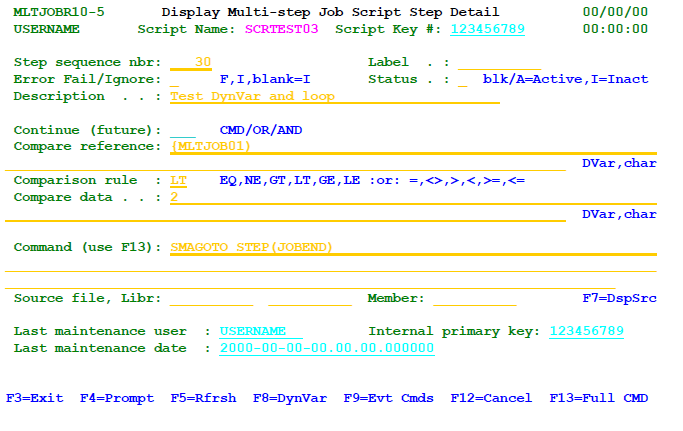 MLTJOBR10-5 Display Multi-step Job Script Step Detail 00/00/00
USERNAME Script Name: SCRTEST03 Script Key #: 123456789 00:00:00
Step sequence nbr: 30 Label . :
Error Fail/Ignore: _ F,I,blank=I Status . : _ blk/A=Active,I=Inact
Description . . : Test DynVar and loop
Continue (future): ___ CMD/OR/AND
Compare reference: {MLTJOB01)
DVar,char
Comparison rule : LT EQ,NE,GT,LT,GE,LE :or: =,<>,>,<,>=,<=
Compare data . . : 2
DVar,char
Command (use F13): SMAGOTO STEP(JOBEND)
Source file, Libr: Member: F7=DspSrc
Last maintenance user : USERNAME Internal primary key: 123456789
Last maintenance date : 2000-00-00-00.00.00.000000
F3=Exit F4=Prompt F5=Rfrsh F8=DynVar F9=Evt Cmds F12=Cancel F13=Full CMD